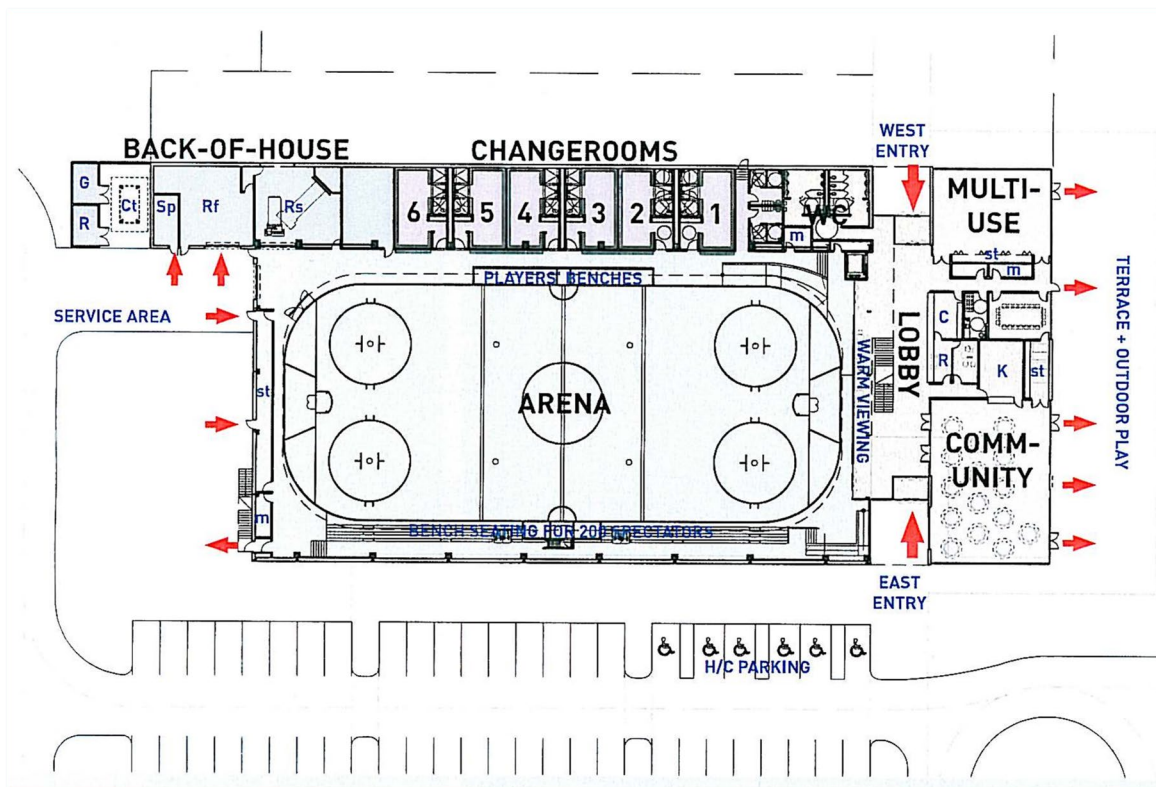 WEST
ENTRY
BACK-OF-HOUSE
CHANGEROOMS
G
Ct
Sp
Rf
Rs
6
5
4
3
2
1
WC
MULTI-
USE
R
m
st
m
PLAYERS' BENCHES
SERVICE AREA
C
LOBBY
TERRACE + OUTDOOR PLAY
WARM VIEWING
R
K
st
st
ARENA
COMM-
UNITY
m
BENCH SEATING FOR 200 SPECTATORS
EAST
ENTRY
H/C PARKING